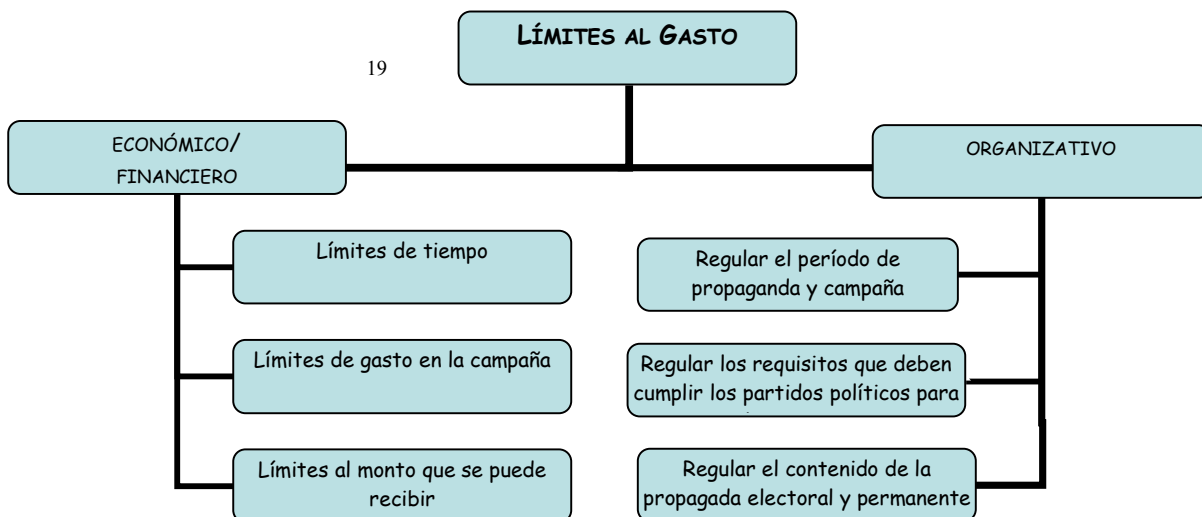 LÍMITES AL GASTO
19
ECONÓMICO/
FINANCIERO
ORGANIZATIVO
Límites de tiempo
Regular el período de
propaganda y campaña
Límites de gasto en la campaña
Regular los requisitos que deben
cumplir los partidos políticos para
Límites al monto que se puede
recibir
Regular el contenido de la
propagada electoral y permanente